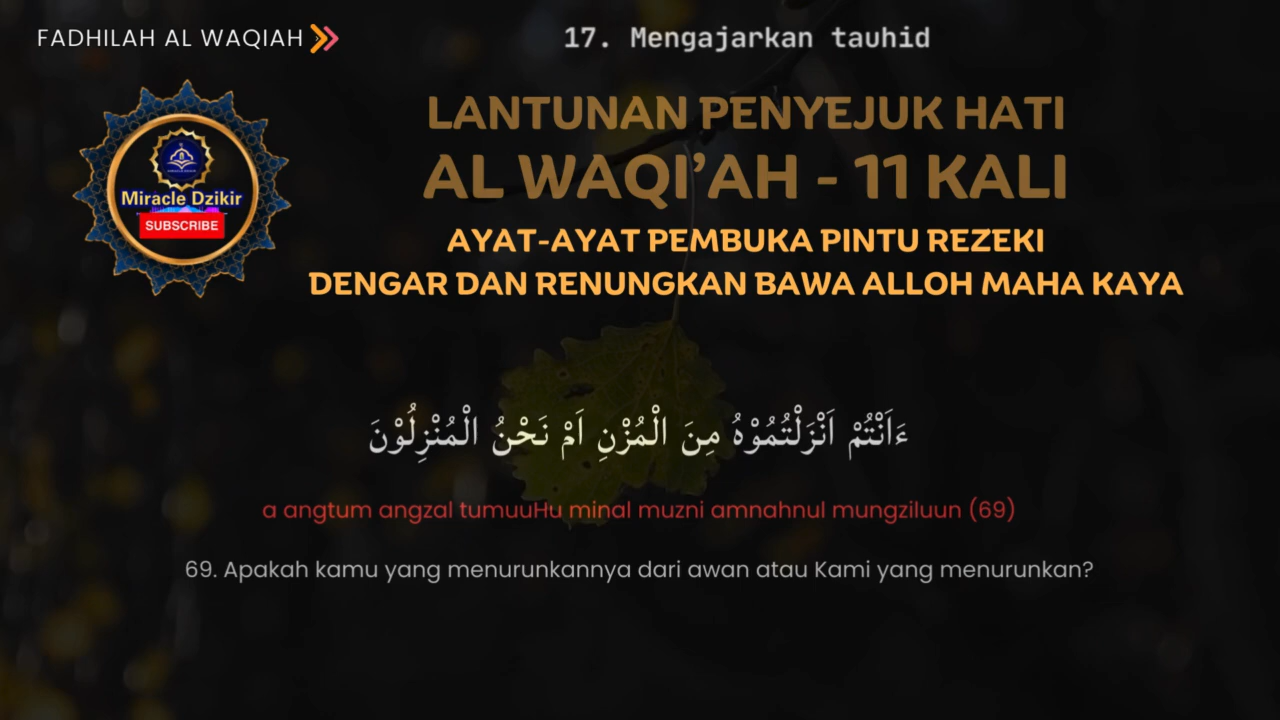 FADHILAH AL WAQIAH
17. Mengajarkan tauhid
LANTUNAN PENYEJUK HATI
AL WAQI'AH - 11 KALI
AYAT-AYAT PEMBUKA PINTU REZEKI
DENGAR DAN RENUNGKAN BAWA ALLOH MAHA KAYA
Miracle Dzikir
SUBSCRIBE
ءَاَنْتُمْ اَنْزَلْتُمُوْهُ مِنَ الْمُزْنِ اَمْ نَحْنُ الْمُنْزِلُوْنَ
a angtum angzal tumuuHu minal muzni amnahnul mungziluun (69)
69. Apakah kamu yang menurunkannya dari awan atau Kami yang menurunkan?